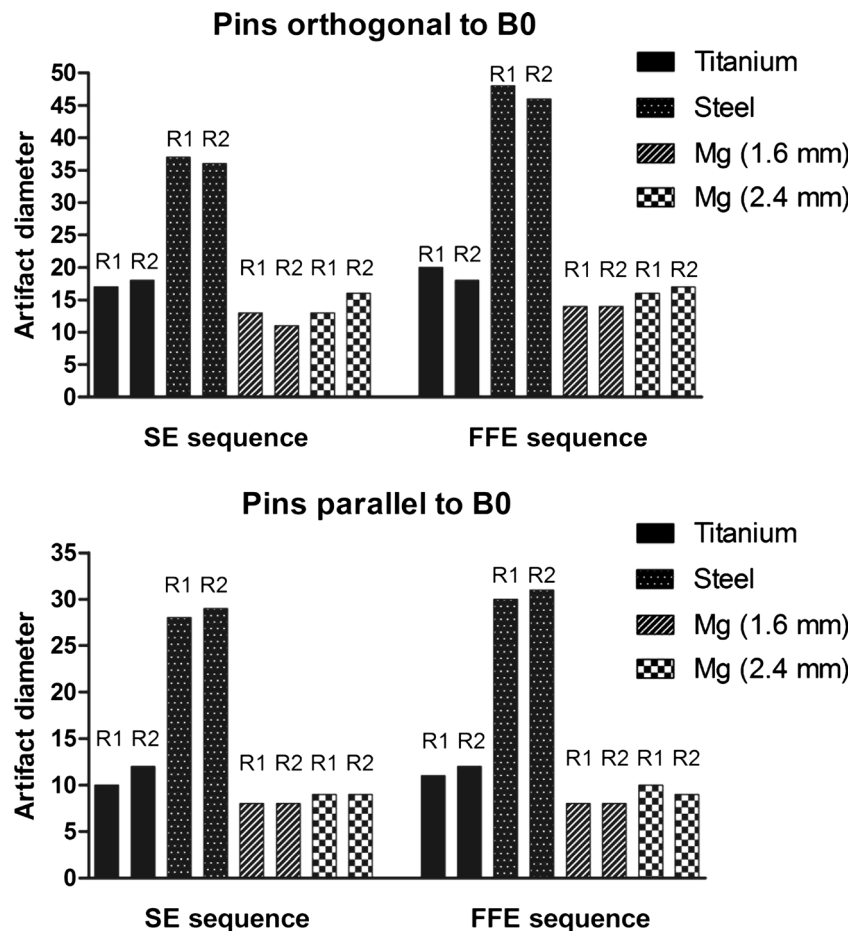 Pins orthogonal to B0
Artifact diameter
50
45
40
35
30
25
20
15
10
5
0
R1 R2 R1 R2 R1 R2 R1 R2
R1 R2 R1 R2 R1 R2 R1 R2
SE sequence FFE sequence
Titanium
Steel
Mg (1.6 mm)
Mg (2.4 mm)
Pins parallel to B0
Artifact diameter
35
30
25
20
15
10
5
0
R1 R2 R1 R2 R1 R2 R1 R2
R1 R2 R1 R2 R1 R2 R1 R2
SE sequence FFE sequence
Titanium
Steel
Mg (1.6 mm)
Mg (2.4 mm)